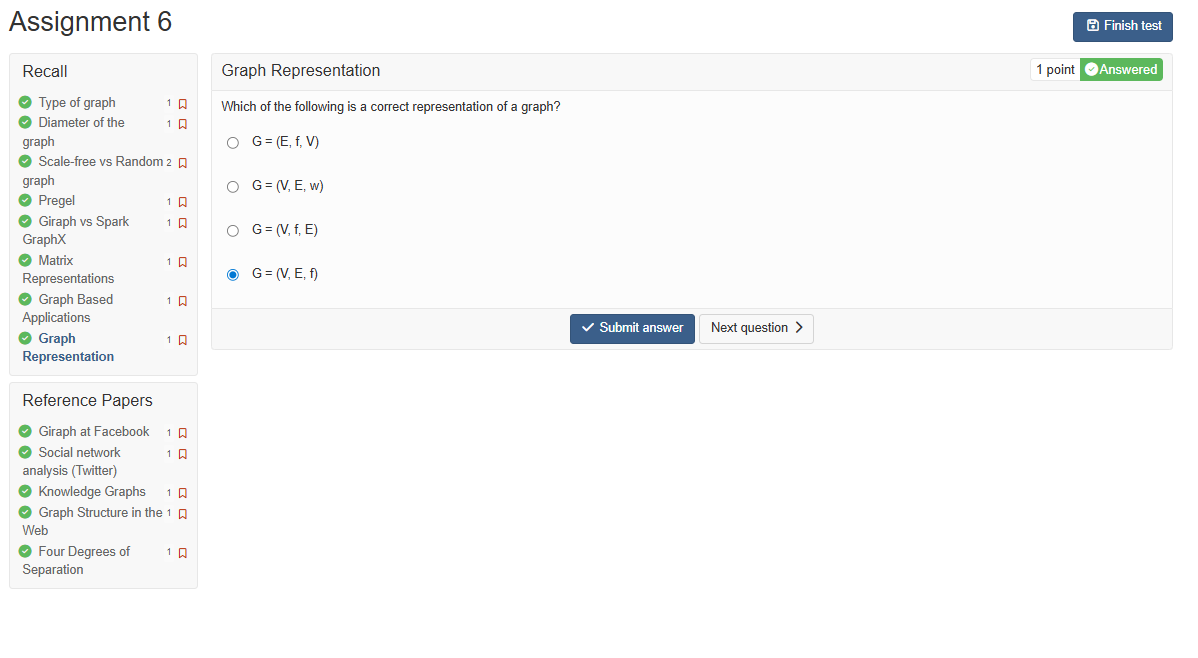 Assignment 6
Finish test
Recall
Type of graph 1
Diameter of the 1
graph
Scale-free vs Random 2
graph
Pregel 1
Giraph vs Spark 1
GraphX
Matrix 1
Representations
Graph Based 1
Applications
Graph 1
Representation
Reference Papers
Giraph at Facebook 1
Social network 1
analysis (Twitter)
Knowledge Graphs 1
Graph Structure in the 1
Web
Four Degrees of 1
Separation
Graph Representation
1 point Answered
Which of the following is a correct representation of a graph?
G = (E, f, V)
G = (V, E, w)
G = (V, f, E)
G = (V, E, f)
Submit answer
Next question